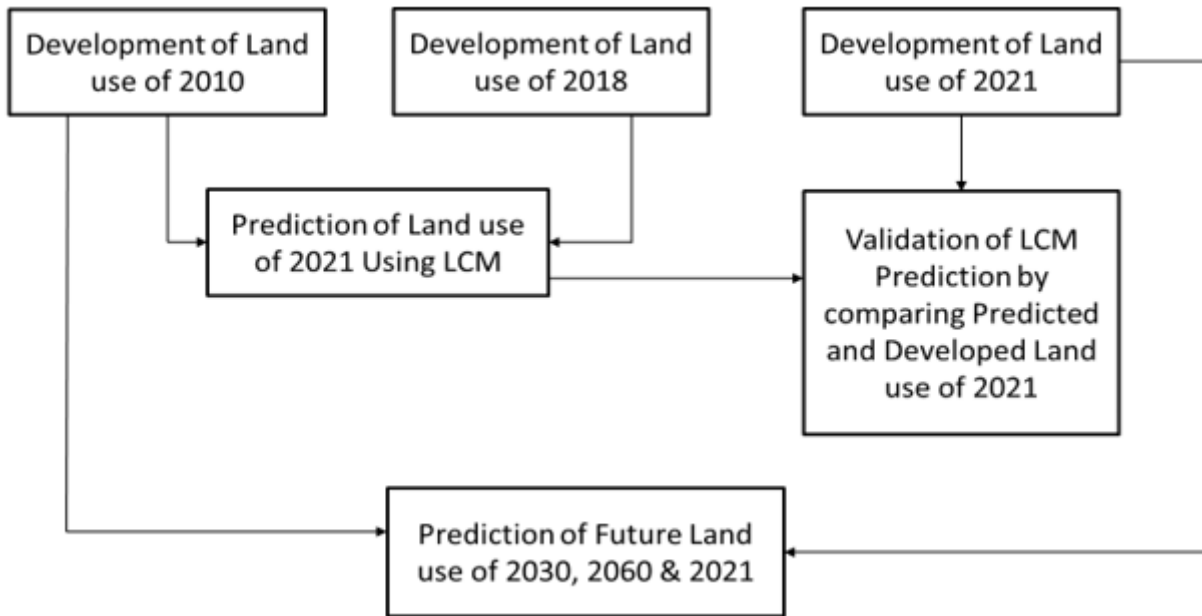 Development of Land
use of 2010
Development of Land
use of 2018
Development of Land
use of 2021
Prediction of Land use
of 2021 Using LCM
Validation of LCM
Prediction by
comparing Predicted
and Developed Land
use of 2021
Prediction of Future Land
use of 2030, 2060 & 2021